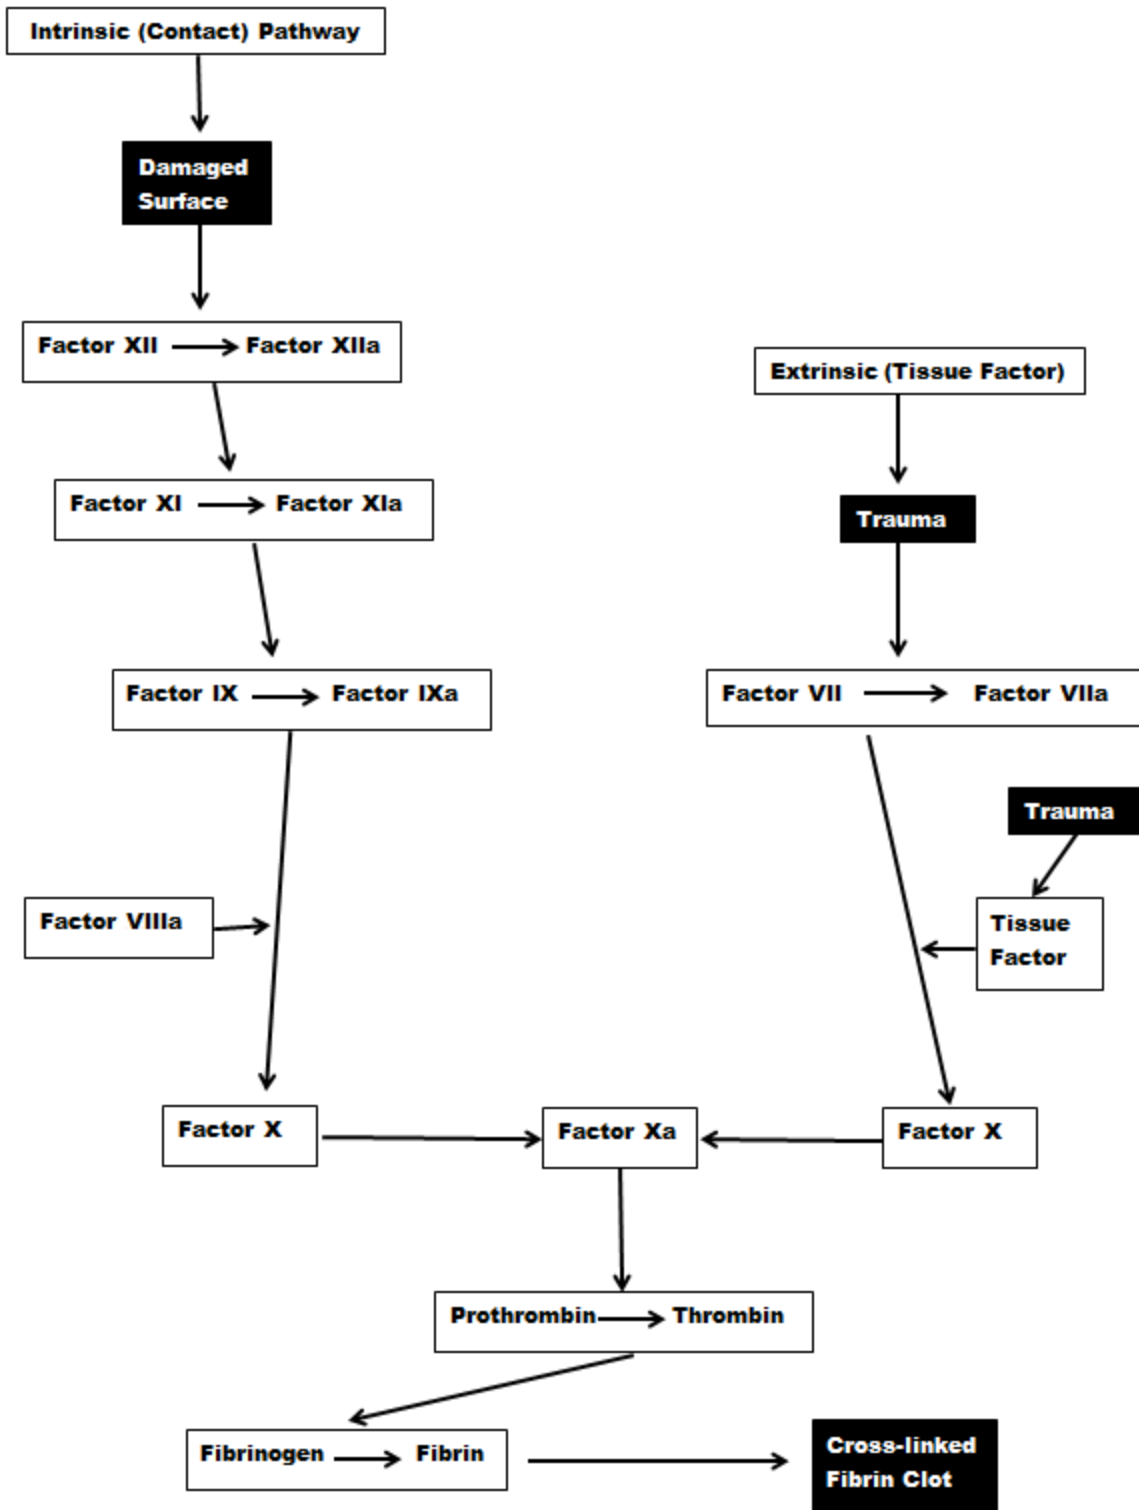 Intrinsic (Contact) Pathway
Damaged
Surface
Factor XII
Factor XIIa
Extrinsic (Tissue Factor)
Factor XI
Factor XIa
Trauma
Factor IX
Factor IXa
Factor VII
Factor VIIa
Trauma
Factor VIIIa
Tissue
Factor
Factor X
Factor Xa
Factor X
Prothrombin
Thrombin
Fibrinogen
Fibrin
Cross-linked
Fibrin Clot